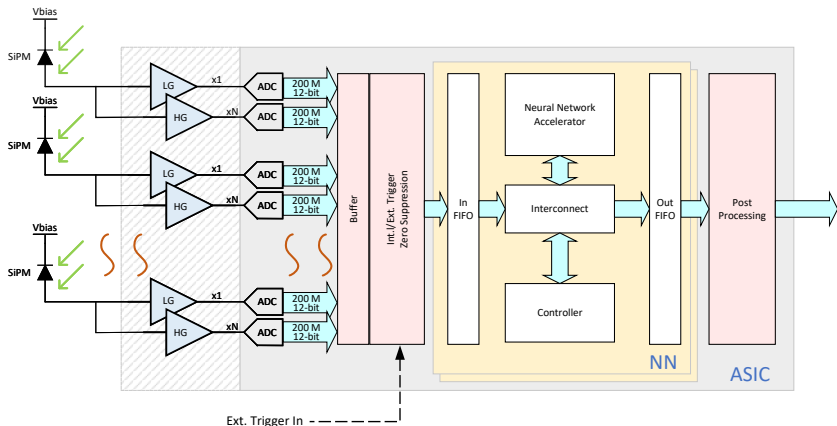 Vbias
SiPM
LG
x1
ADC
200 M
12-bit
HG
xN
ADC
200 M
12-bit
Vbias
SiPM
LG
x1
ADC
200 M
12-bit
HG
xN
ADC
200 M
12-bit
Vbias
SiPM
LG
x1
ADC
200 M
12-bit
HG
xN
ADC
200 M
12-bit
Buffer
Int.l/Ext. Trigger
Zero Suppression
In
FIFO
Neural Network
Accelerator
Interconnect
Controller
Out
FIFO
NN
Post
Processing
ASIC
Ext. Trigger In